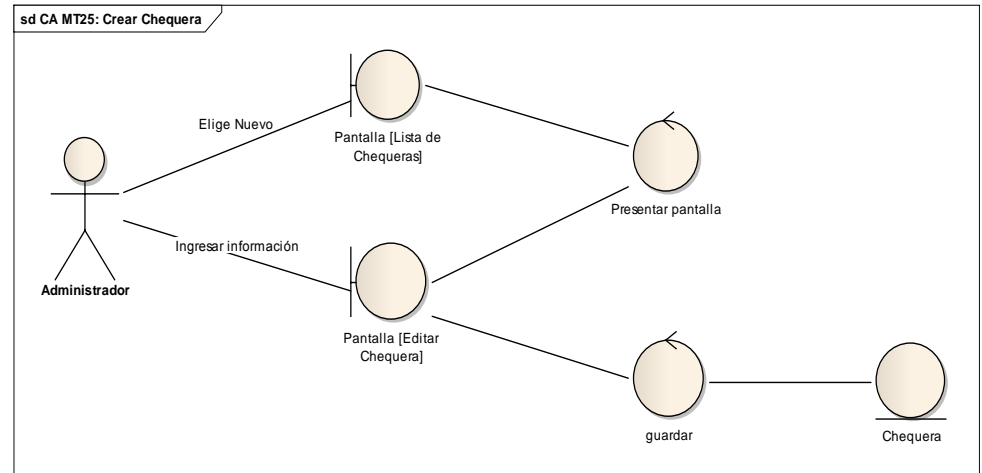 sd CA MT25: Crear Chequera
Elige Nuevo
Pantalla [Lista de
Chequeras]
Presentar pantalla
Ingresar información
Administrador
Pantalla [Editar
Chequera]
guardar
Chequera